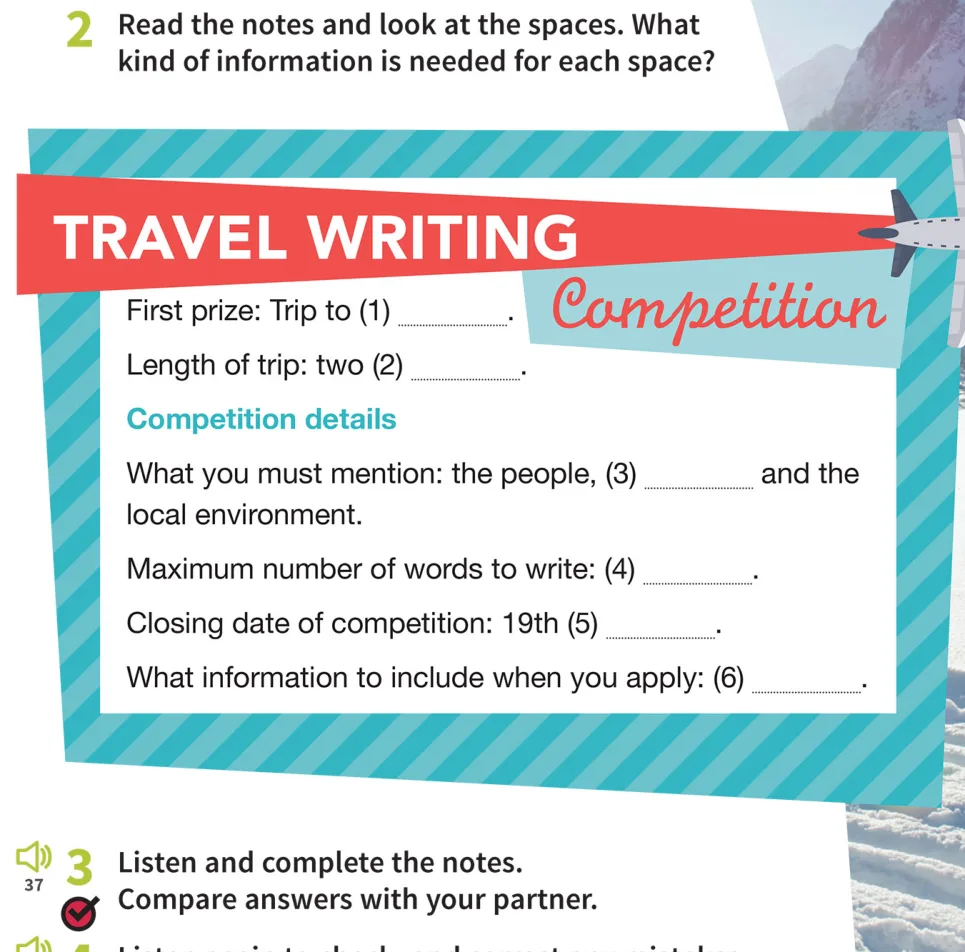 2 Read the notes and look at the spaces. What
kind of information is needed for each space?
TRAVEL WRITING
Competition
First prize: Trip to (1) .
Length of trip: two (2) .
Competition details
What you must mention: the people, (3) and the
local environment.
Maximum number of words to write: (4) .
Closing date of competition: 19th (5) .
What information to include when you apply: (6) .
3 Listen and complete the notes.
37
Compare answers with your partner.